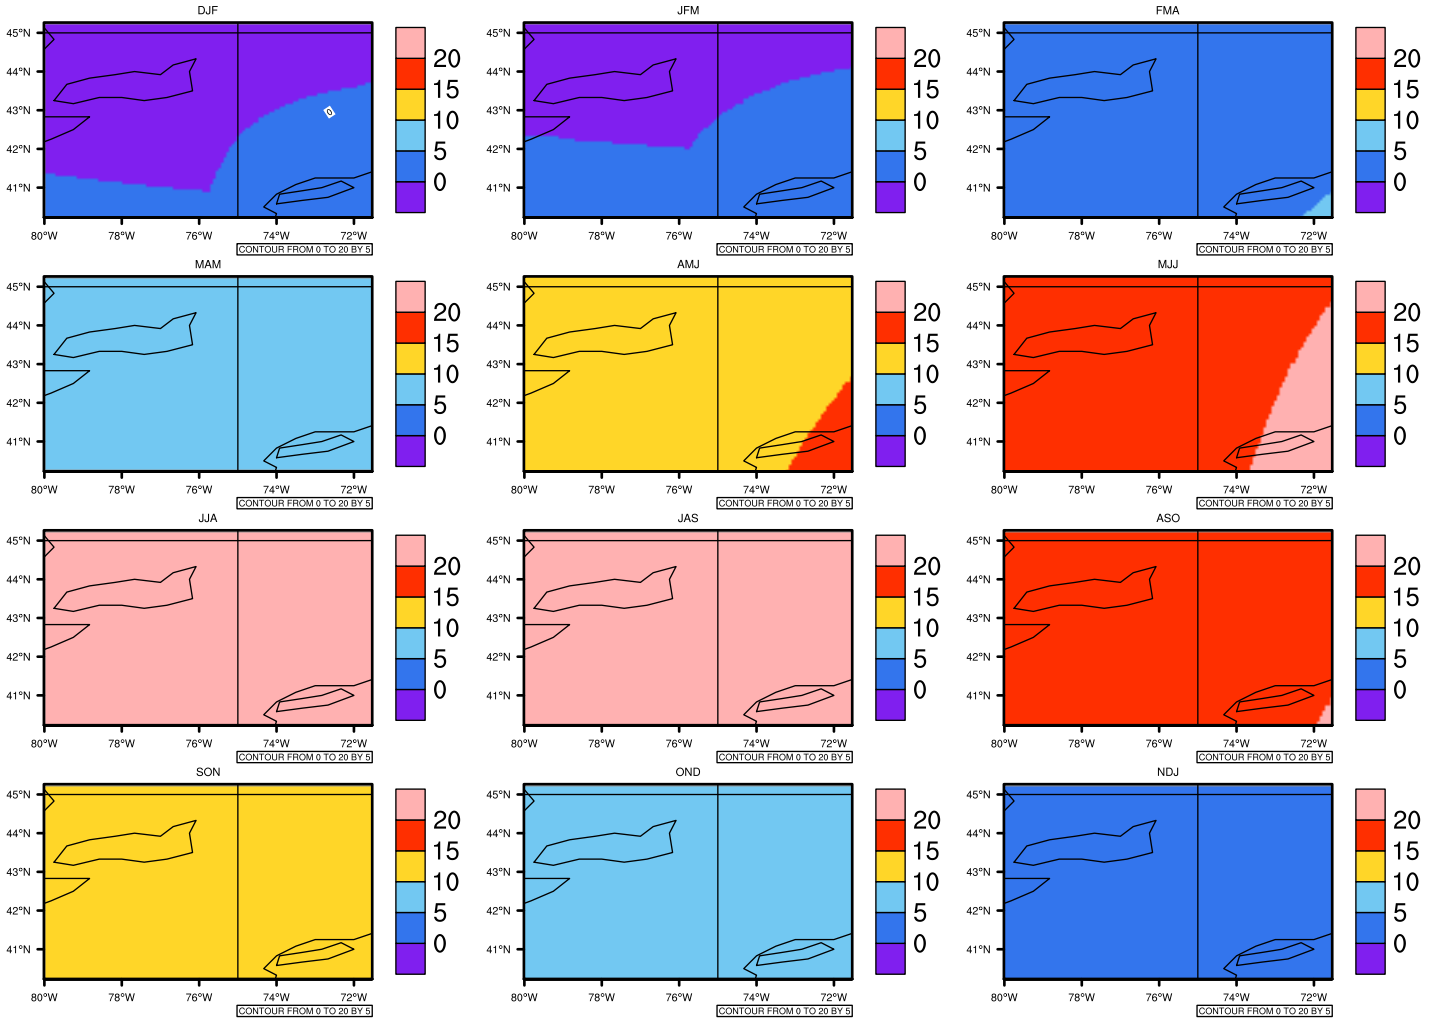 DJF JFM FMA
45°N 20 45°N 20 45°N 20
44°N 15 44°N 15 44°N 15
43°N 0 10 43°N 10 43°N 10
42°N 5 42°N 5 42°N 5
41°N 0 41°N 0 41°N 0
80°W 78°W 76°W 74°W 72°W 80°W 78°W 76°W 74°W 72°W 80°W 78°W 76°W 74°W 72°W
CONTOUR FROM 0 TO 20 BY 5 CONTOUR FROM 0 TO 20 BY 5 CONTOUR FROM 0 TO 20 BY 5
MAM AMJ MJJ
45°N 20 45°N 20 45°N 20
44°N 15 44°N 15 44°N 15
43°N 10 43°N 10 43°N 10
42°N 5 42°N 5 42°N 5
41°N 0 41°N 0 41°N 0
80°W 78°W 76°W 74°W 72°W 80°W 78°W 76°W 74°W 72°W 80°W 78°W 76°W 74°W 72°W
CONTOUR FROM 0 TO 20 BY 5 CONTOUR FROM 0 TO 20 BY 5 CONTOUR FROM 0 TO 20 BY 5
JJA JAS ASO
45°N 20 45°N 20 45°N 20
44°N 15 44°N 15 44°N 15
43°N 10 43°N 10 43°N 10
42°N 5 42°N 5 42°N 5
41°N 0 41°N 0 41°N 0
80°W 78°W 76°W 74°W 72°W 80°W 78°W 76°W 74°W 72°W 80°W 78°W 76°W 74°W 72°W
CONTOUR FROM 0 TO 20 BY 5 CONTOUR FROM 0 TO 20 BY 5 CONTOUR FROM 0 TO 20 BY 5
SON OND NDJ
45°N 20 45°N 20 45°N 20
44°N 15 44°N 15 44°N 15
43°N 10 43°N 10 43°N 10
42°N 5 42°N 5 42°N 5
41°N 0 41°N 0 41°N 0
80°W 78°W 76°W 74°W 72°W 80°W 78°W 76°W 74°W 72°W 80°W 78°W 76°W 74°W 72°W
CONTOUR FROM 0 TO 20 BY 5 CONTOUR FROM 0 TO 20 BY 5 CONTOUR FROM 0 TO 20 BY 5